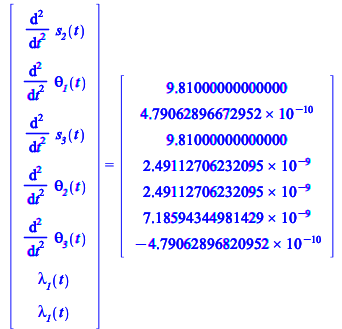 d²/dt² s₂(t)
d²/dt² θ₁(t)
d²/dt² s₃(t)
d²/dt² θ₂(t)
d²/dt² θ₃(t)
λ₁(t)
λ₁(t)
=
9.81000000000000
4.79062896672952 × 10⁻¹⁰
9.81000000000000
2.49112706232095 × 10⁻⁹
2.49112706232095 × 10⁻⁹
7.18594344981429 × 10⁻⁹
−4.79062896820952 × 10⁻¹⁰